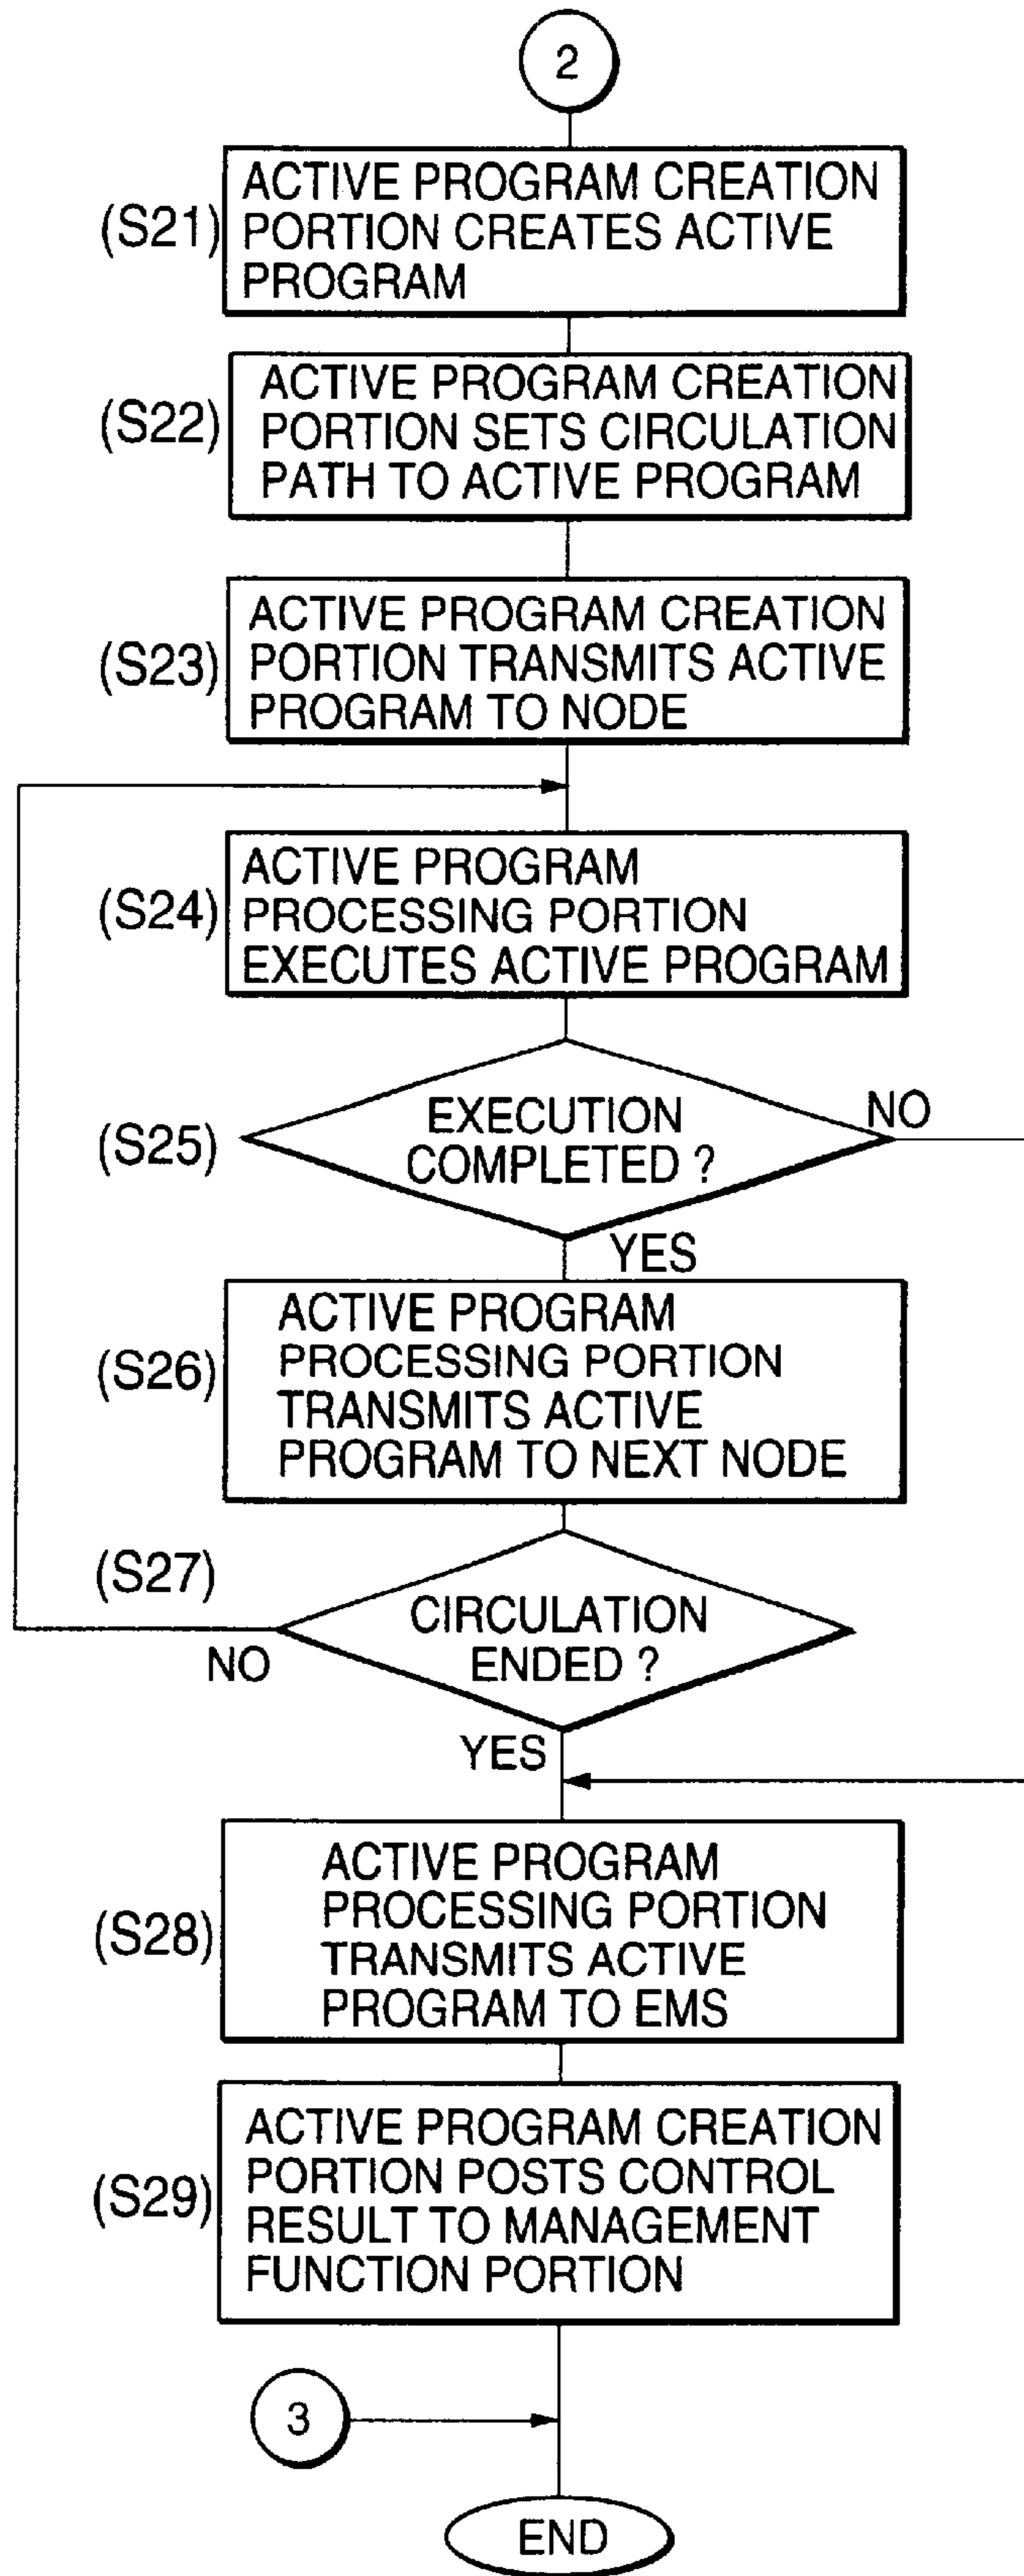 2
(S21)
ACTIVE PROGRAM CREATION
PORTION CREATES ACTIVE
PROGRAM
(S22)
ACTIVE PROGRAM CREATION
PORTION SETS CIRCULATION
PATH TO ACTIVE PROGRAM
(S23)
ACTIVE PROGRAM CREATION
PORTION TRANSMITS ACTIVE
PROGRAM TO NODE
(S24)
ACTIVE PROGRAM
PROCESSING PORTION
EXECUTES ACTIVE PROGRAM
(S25)
EXECUTION
COMPLETED ?
NO
YES
(S26)
ACTIVE PROGRAM
PROCESSING PORTION
TRANSMITS ACTIVE
PROGRAM TO NEXT NODE
(S27)
CIRCULATION
ENDED ?
NO
YES
(S28)
ACTIVE PROGRAM
PROCESSING PORTION
TRANSMITS ACTIVE
PROGRAM TO EMS
(S29)
ACTIVE PROGRAM CREATION
PORTION POSTS CONTROL
RESULT TO MANAGEMENT
FUNCTION PORTION
3
END